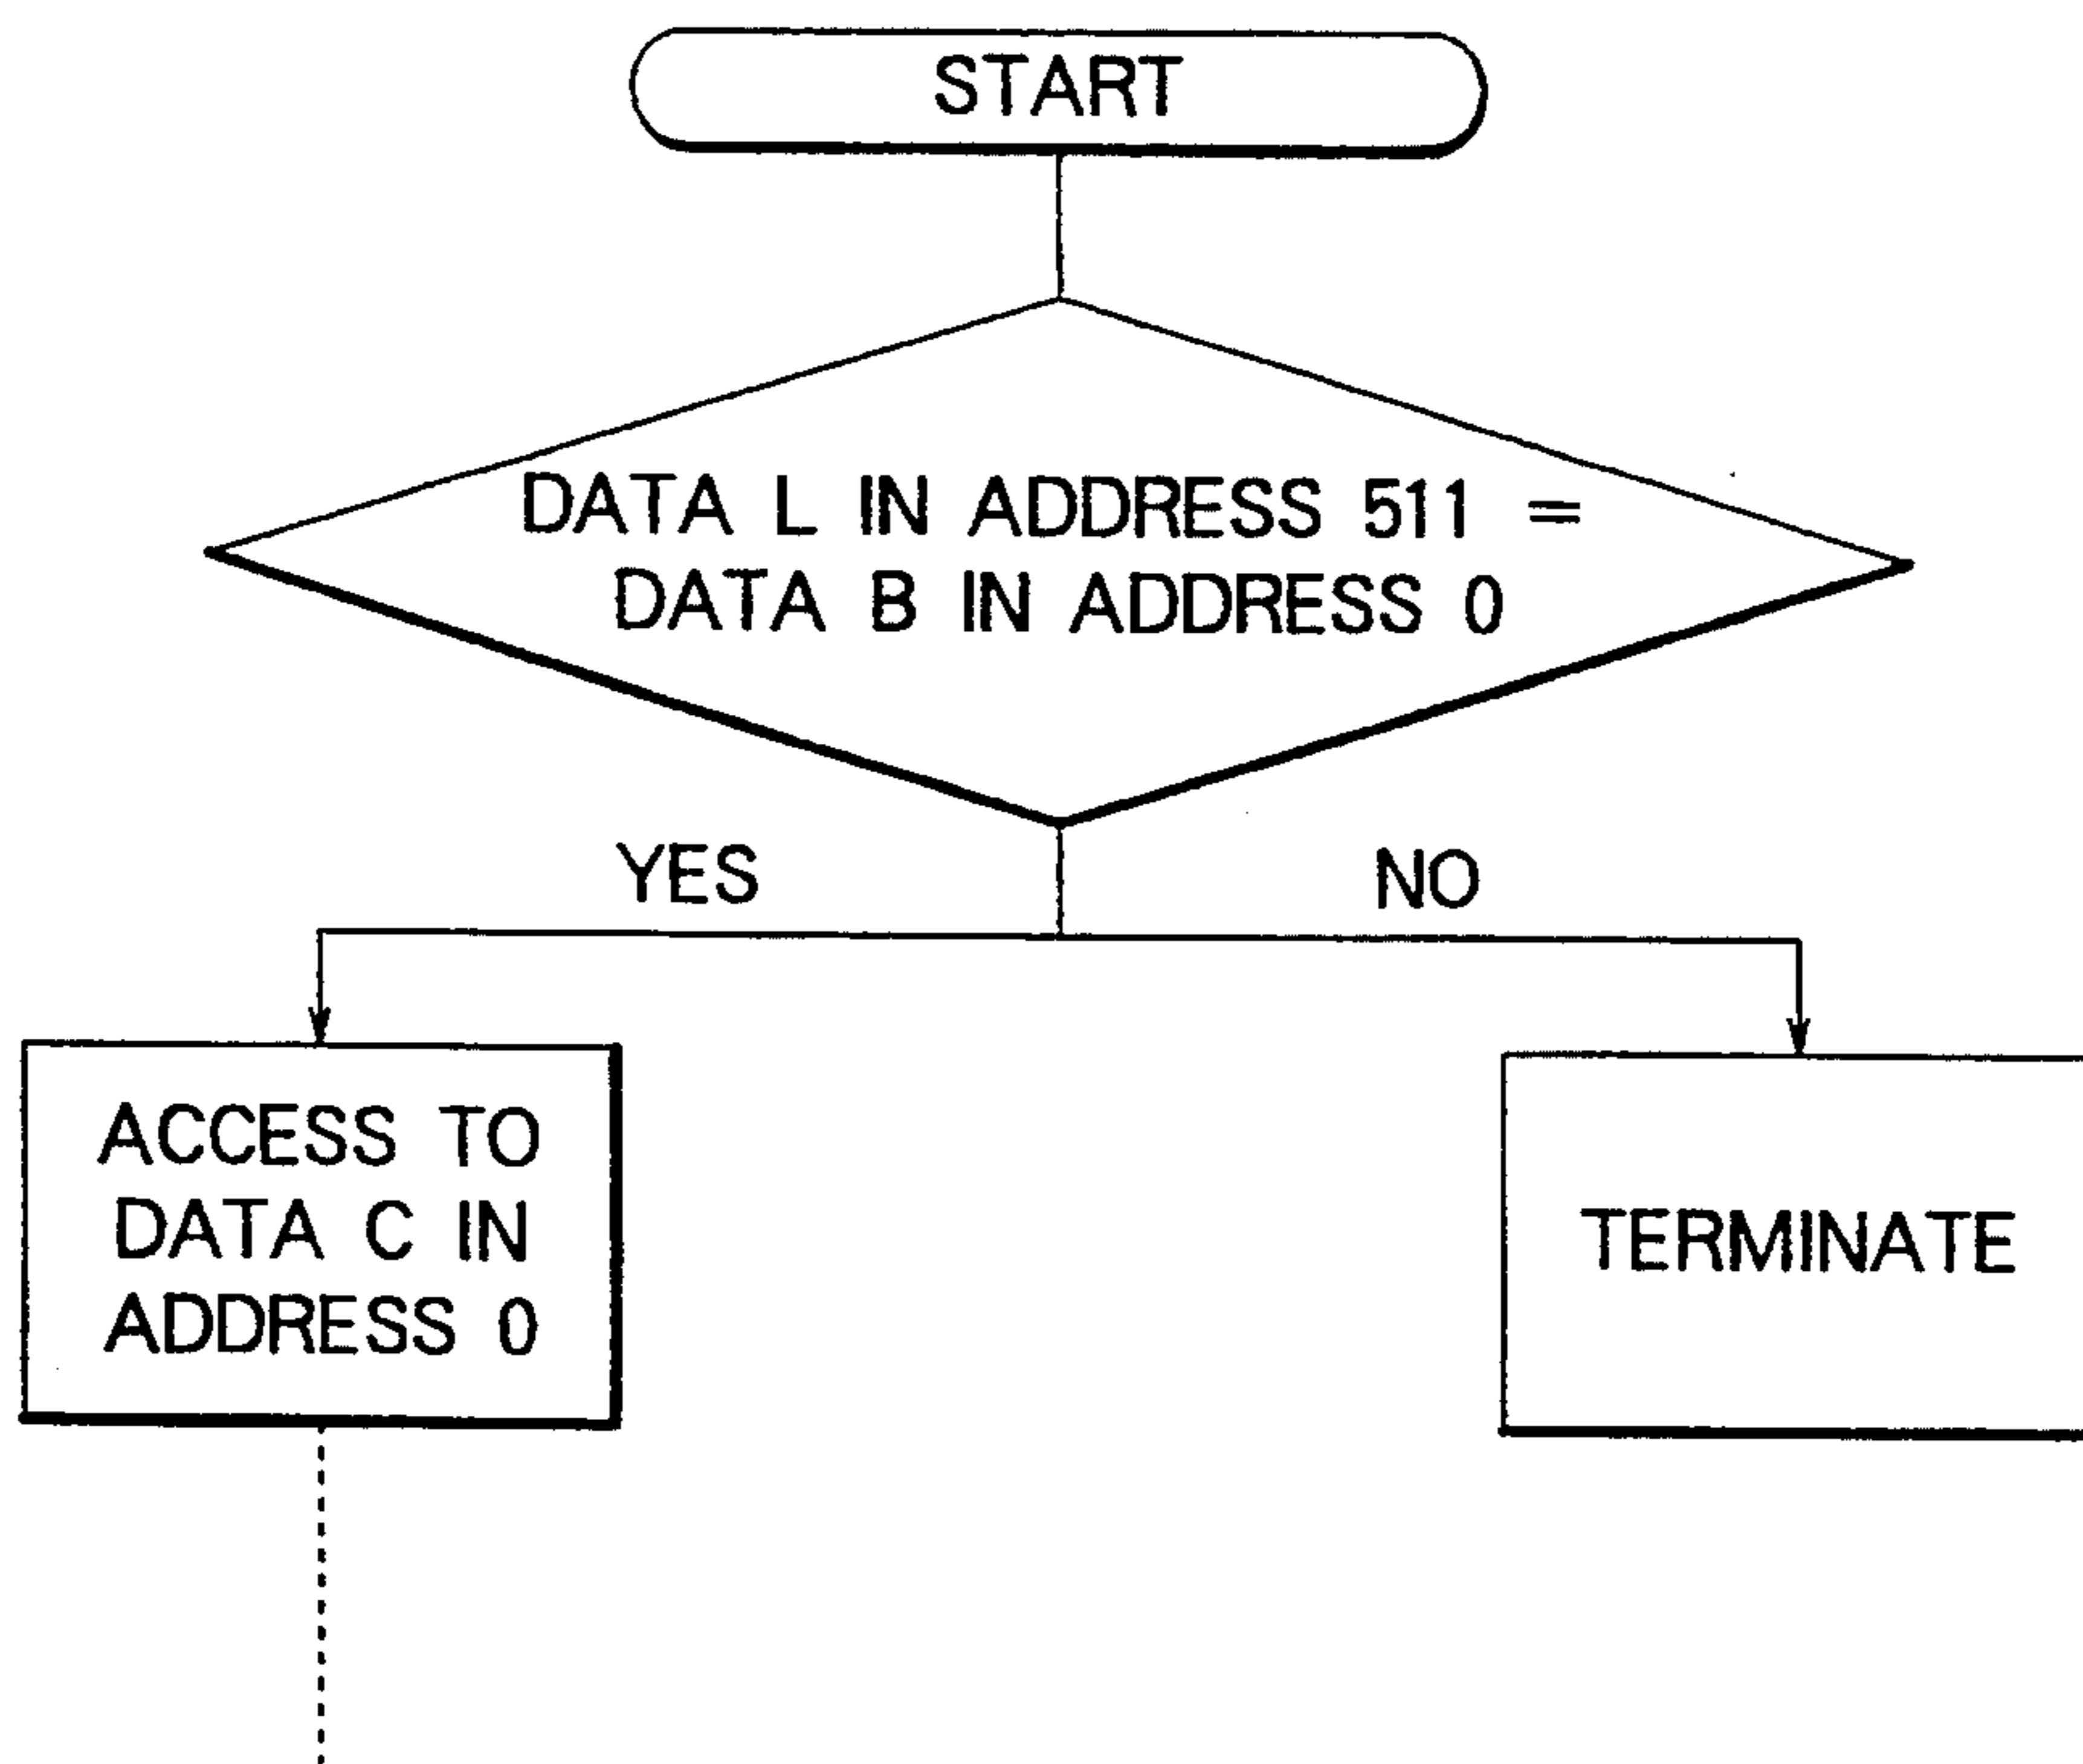 START
DATA L IN ADDRESS 511 =
DATA B IN ADDRESS 0
YES
NO
ACCESS TO
DATA C IN
ADDRESS 0
TERMINATE